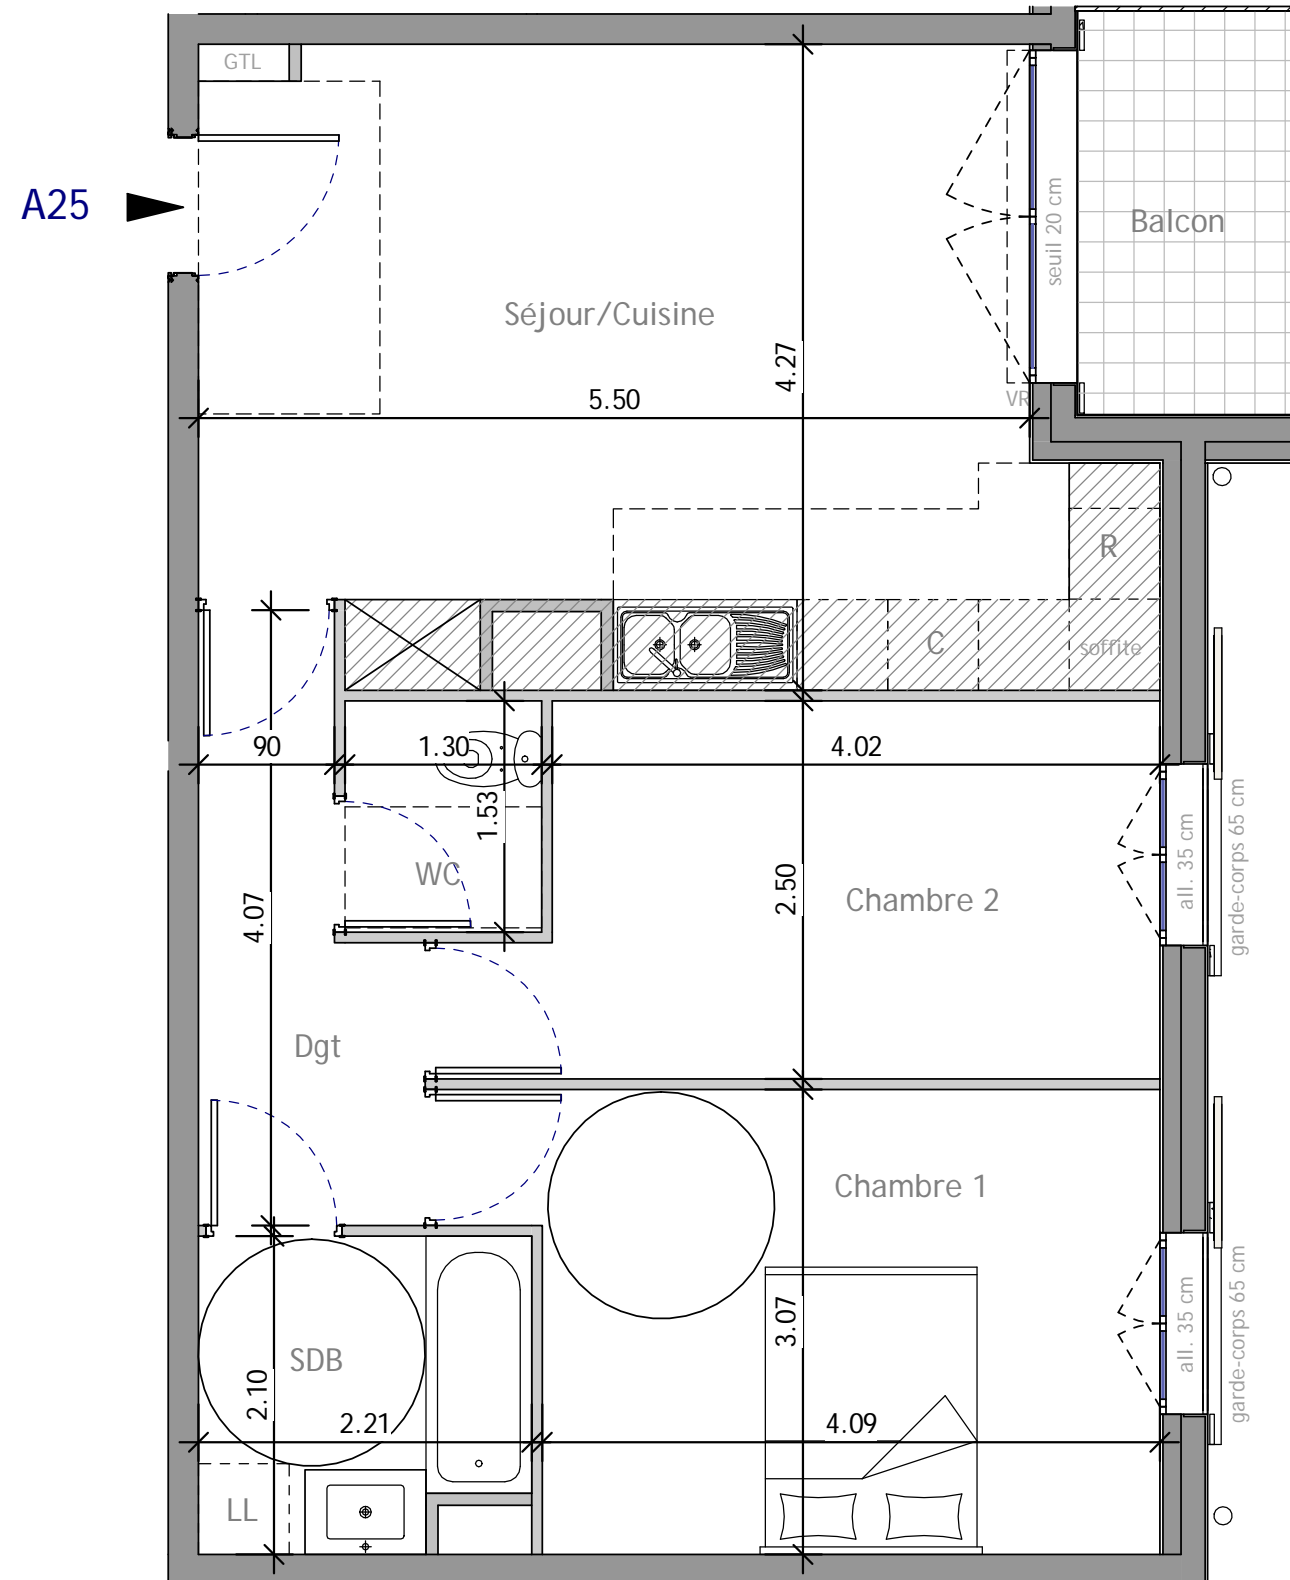 GTL
A25
seuil 20 cm
Balcon
Séjour/Cuisine
4.27
5.50
VR
R
C
soffite
90
1.30
4.02
1.53
WC
4.07
2.50
Chambre 2
all. 35 cm
garde-corps 65 cm
Dgt
Chambre 1
SDB
2.10
2.21
3.07
4.09
all. 35 cm
garde-corps 65 cm
LL